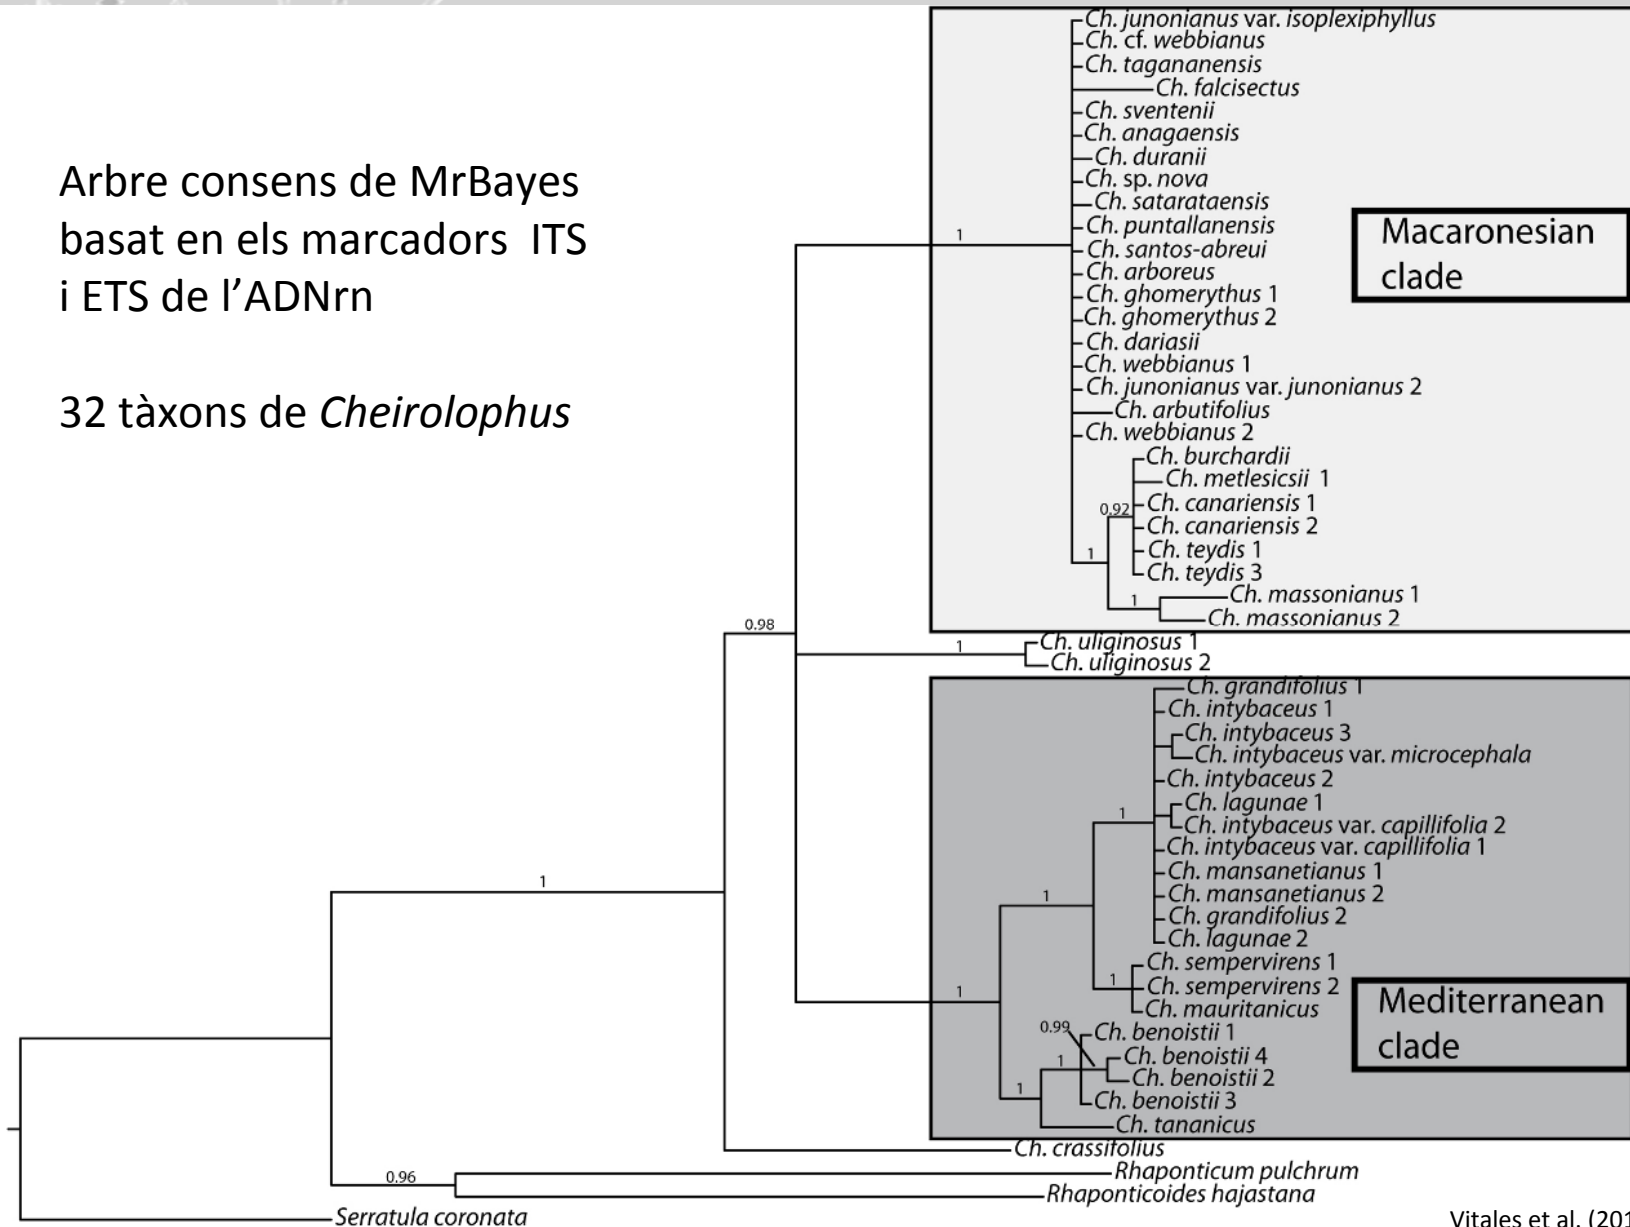 Arbre consens de MrBayes
basat en els marcadors ITS
i ETS de l’ADNrn
32 tàxons de Cheirolophus
Ch. junonianus var. isoplexiphyllus
Ch. cf. webbianus
Ch. tagananensis
Ch. falcisectus
Ch. sventenii
Ch. anagaensis
Ch. duranii
Ch. sp. nova
Ch. satarataensis
Ch. puntallanensis
Ch. santos-abreui
Ch. arboreus
Ch. ghomerythus 1
Ch. ghomerythus 2
Ch. dariasii
Ch. webbianus 1
Ch. junonianus var. junonianus 2
Ch. arbutifolius
Ch. webbianus 2
Ch. burchardii
Ch. metlesicsii 1
Ch. canariensis 1
Ch. canariensis 2
Ch. teydis 1
Ch. teydis 3
Ch. massonianus 1
Ch. massonianus 2
Macaronesian
clade
1
0.92
1
1
0.98
1
Ch. uliginosus 1
Ch. uliginosus 2
Ch. grandifolius 1
Ch. intybaceus 1
Ch. intybaceus 3
Ch. intybaceus var. microcephala
Ch. intybaceus 2
Ch. lagunae 1
Ch. intybaceus var. capillifolia 2
Ch. intybaceus var. capillifolia 1
Ch. mansanetianus 1
Ch. mansanetianus 2
Ch. grandifolius 2
Ch. lagunae 2
Ch. sempervirens 1
Ch. sempervirens 2
Ch. mauritanicus
Ch. benoistii 1
Ch. benoistii 4
Ch. benoistii 2
Ch. benoistii 3
Ch. tananicus
Mediterranean
clade
1
1
1
1
1
0.99
1
1
Ch. crassifolius
Rhaponticum pulchrum
Rhaponticoides hajastana
0.96
Serratula coronata
Vitales et al. (201